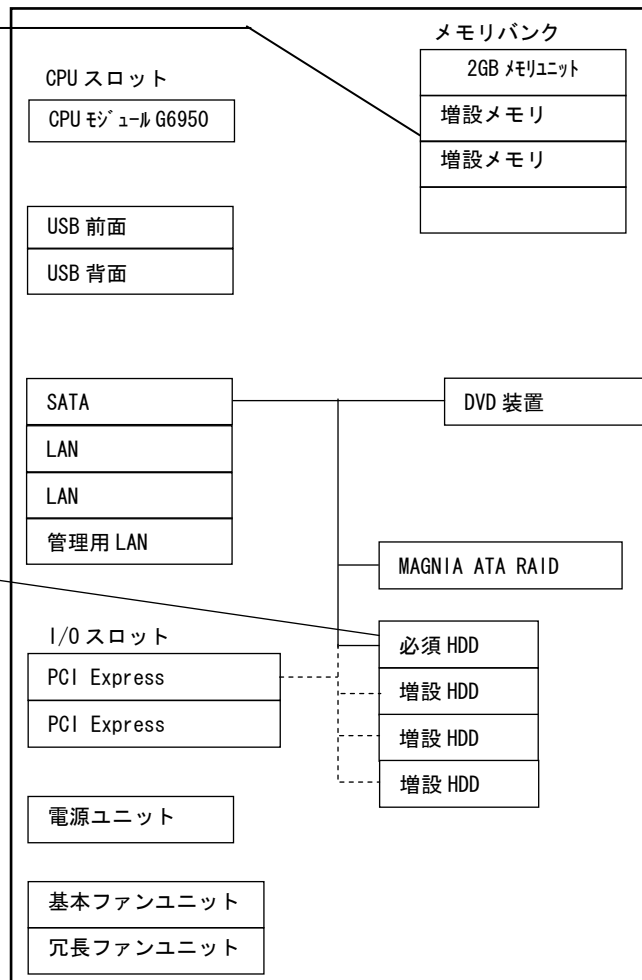 メモリバンク
2GB ﾒﾓﾘﾕﾆｯﾄ
増設メモリ
増設メモリ
CPU スロット
CPU ﾓｼﾞｭｰﾙ G6950
USB 前面
USB 背面
SATA
LAN
LAN
管理用 LAN
DVD 装置
MAGNIA ATA RAID
必須 HDD
増設 HDD
増設 HDD
増設 HDD
I/O スロット
PCI Express
PCI Express
電源ユニット
基本ファンユニット
冗長ファンユニット